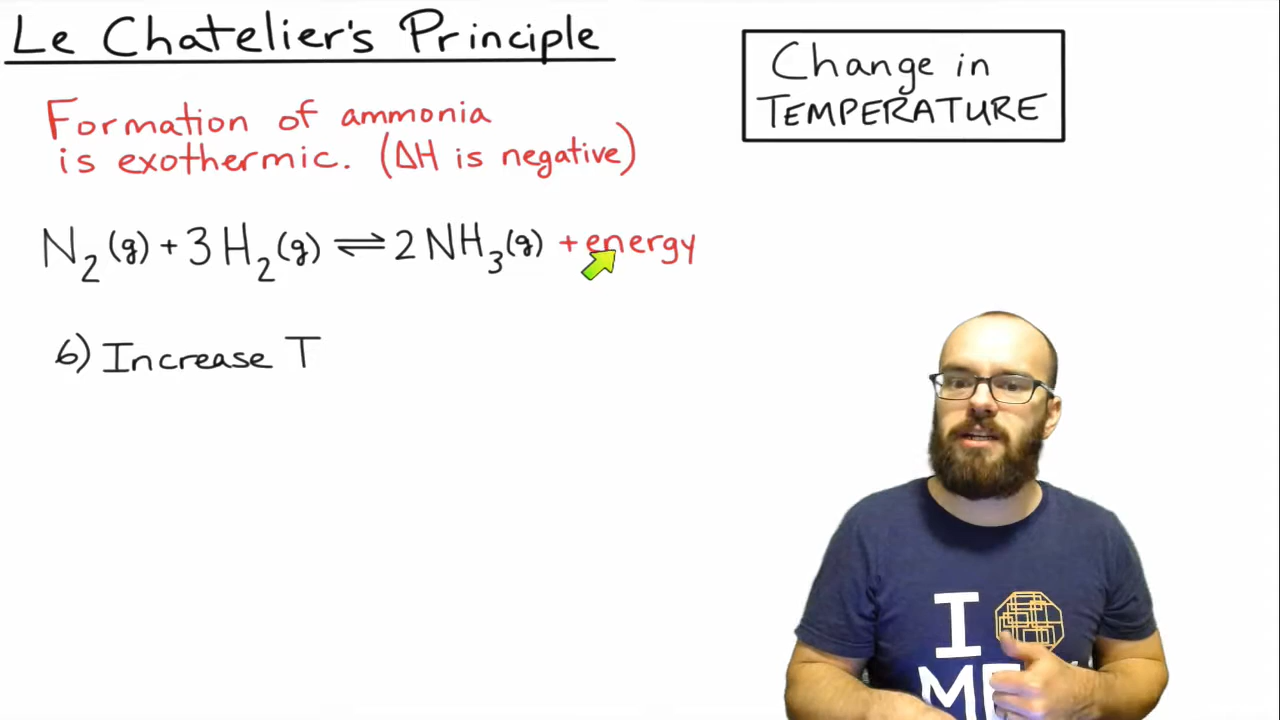 Le Chatelier's Principle
Change in
TEMPERATURE
Formation of ammonia
is exothermic. (ΔH is negative)
N₂(g) + 3H₂(g) ⇌ 2NH₃(g) + energy
6) Increase T
I